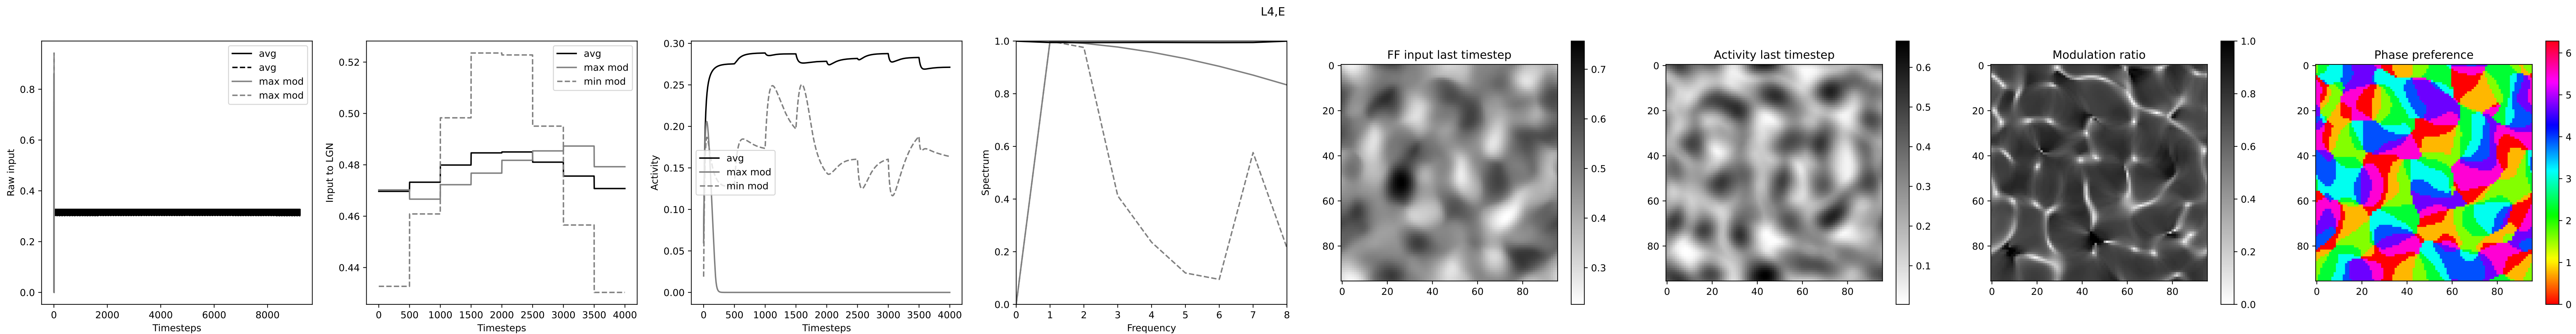 L4,E
Raw input
0.0
0.2
0.4
0.6
0.8
0
2000
4000
6000
8000
Timesteps
avg
avg
max mod
max mod
Input to LGN
0.44
0.46
0.48
0.50
0.52
0 500 1000 1500 2000 2500 3000 3500 4000
Timesteps
avg
max mod
min mod
Activity
0.00
0.05
0.10
0.15
0.20
0.25
0.30
0 500 1000 1500 2000 2500 3000 3500 4000
Timesteps
avg
max mod
min mod
Spectrum
0.0
0.2
0.4
0.6
0.8
1.0
0 1 2 3 4 5 6 7 8
Frequency
FF input last timestep
0
20
40
60
80
0 20 40 60 80
0.7
0.6
0.5
0.4
0.3
Activity last timestep
0
20
40
60
80
0 20 40 60 80
0.6
0.5
0.4
0.3
0.2
0.1
Modulation ratio
0
20
40
60
80
0 20 40 60 80
1.0
0.8
0.6
0.4
0.2
0.0
Phase preference
0
20
40
60
80
0 20 40 60 80
6
5
4
3
2
1
0